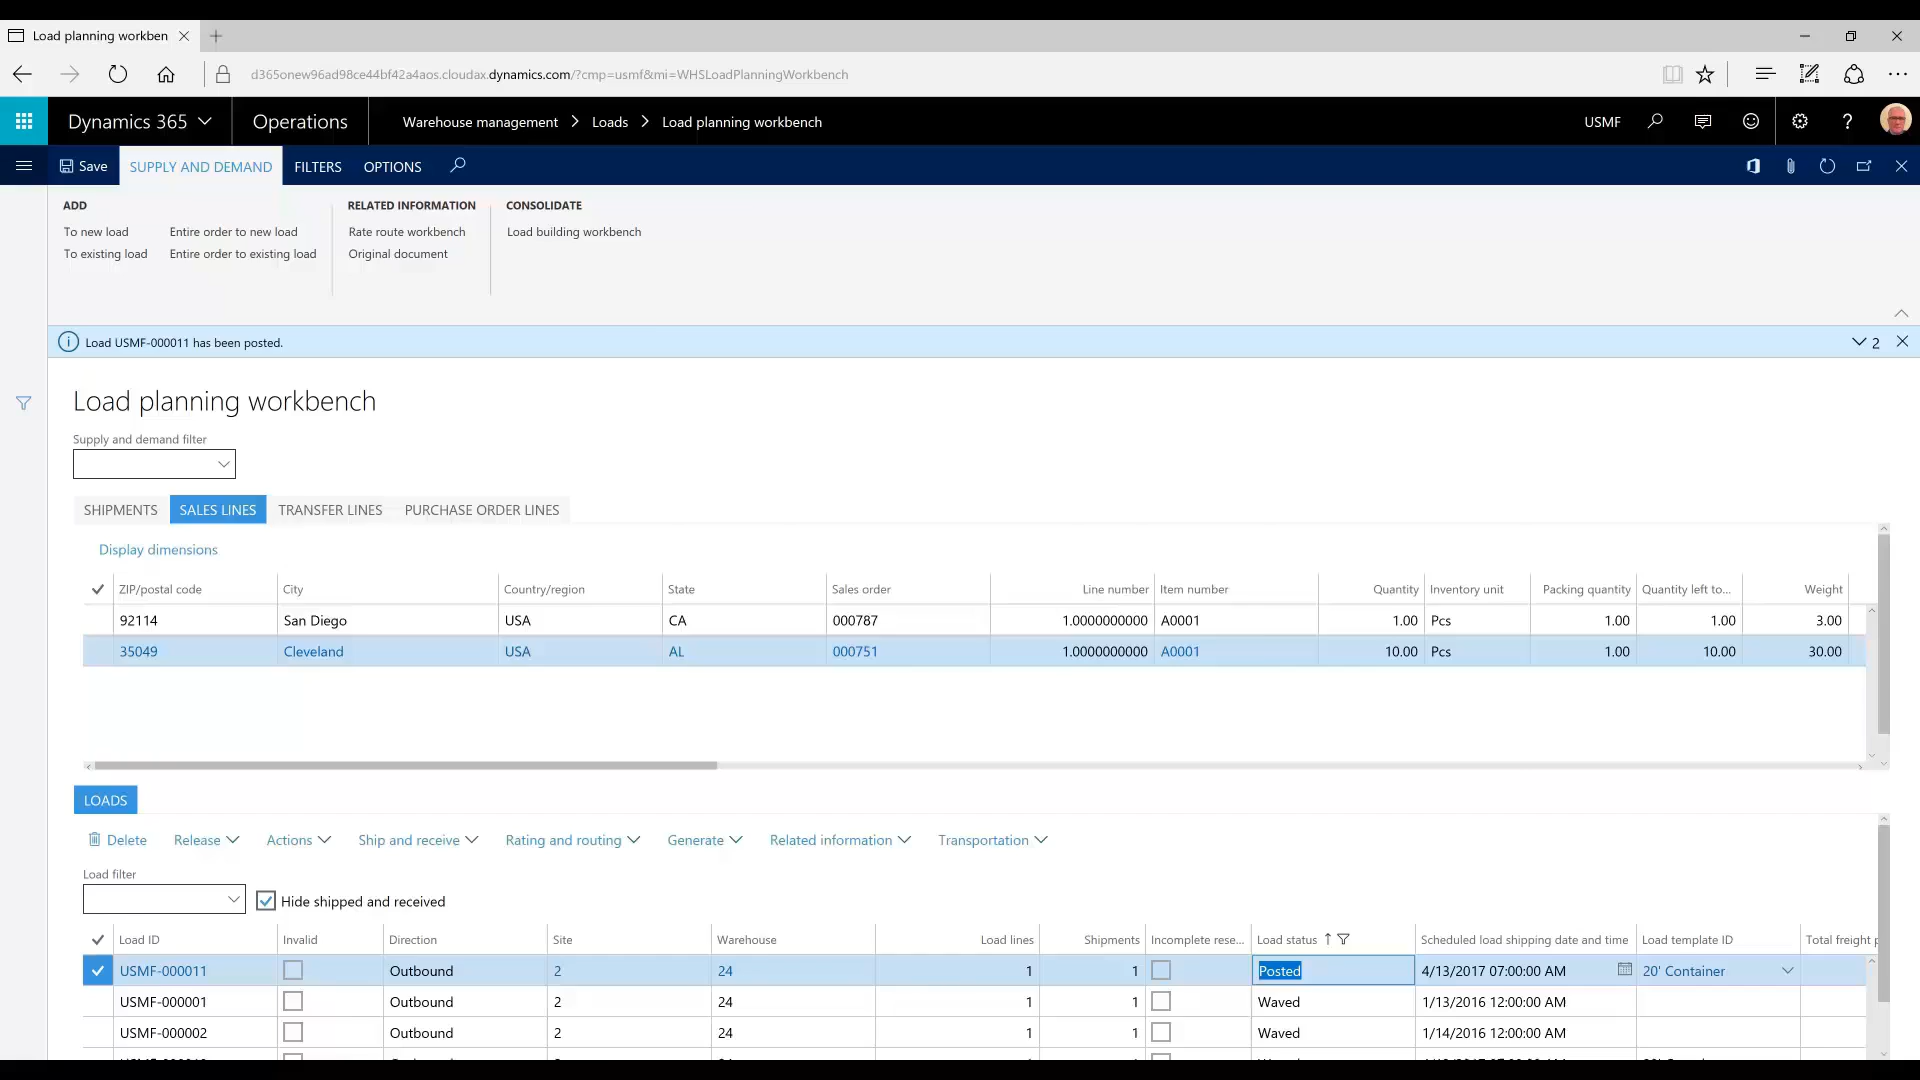 Load planning workben
d365onew96ad98ce44bf42a4aos.cloudax.dynamics.com/?cmp=usmf&mi=WHSLoadPlanningWorkbench
Dynamics 365 Operations Warehouse management > Loads > Load planning workbench USMF ?
Save SUPPLY AND DEMAND FILTERS OPTIONS
ADD RELATED INFORMATION CONSOLIDATE
To new load Entire order to new load Rate route workbench Load building workbench
To existing load Entire order to existing load Original document
Load USMF-000011 has been posted. 2
Load planning workbench
Supply and demand filter
SHIPMENTS SALES LINES TRANSFER LINES PURCHASE ORDER LINES
Display dimensions
ZIP/postal code City Country/region State Sales order Line number Item number Quantity Inventory unit Packing quantity Quantity left to... Weight
92114 San Diego USA CA 000787 1.0000000000 A0001 1.00 Pcs 1.00 1.00 3.00
35049 Cleveland USA AL 000751 1.0000000000 A0001 10.00 Pcs 1.00 10.00 30.00
LOADS
Delete Release Actions Ship and receive Rating and routing Generate Related information Transportation
Load filter
Hide shipped and received
Load ID Invalid Direction Site Warehouse Load lines Shipments Incomplete rese... Load status Scheduled load shipping date and time Load template ID Total freight
USMF-000011 Outbound 2 24 1 1 Posted 4/13/2017 07:00:00 AM 20' Container
USMF-000001 Outbound 2 24 1 1 Waved 1/13/2016 12:00:00 AM
USMF-000002 Outbound 2 24 1 1 Waved 1/14/2016 12:00:00 AM